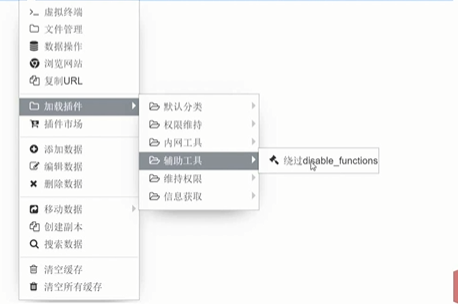 虚拟终端
文件管理
数据操作
浏览网站
复制URL
加载插件
插件市场
添加数据
编辑数据
删除数据
移动数据
创建副本
搜索数据
清空缓存
清空所有缓存
默认分类
权限维持
内网工具
辅助工具
维持权限
信息获取
绕过disable_functions